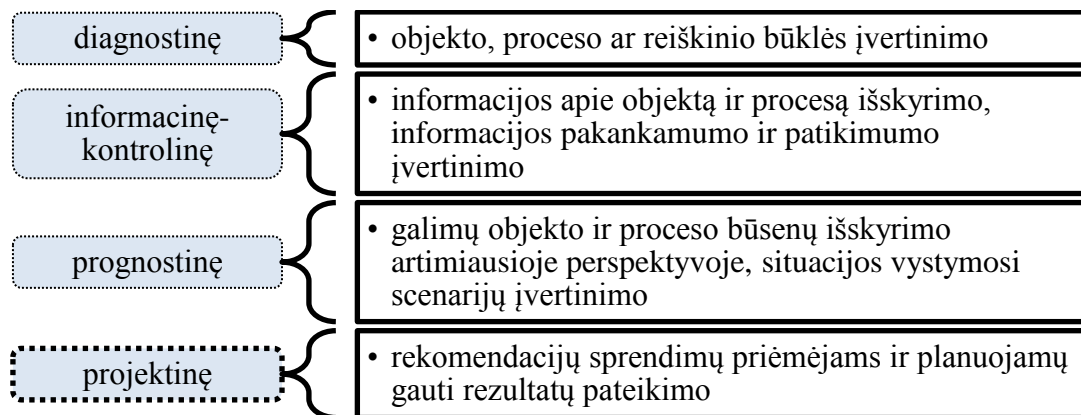 diagnostinę
• objekto, proceso ar reiškinio būklės įvertinimo
informacinę-
kontrolinę
• informacijos apie objektą ir procesą išskyrimo,
informacijos pakankamumo ir patikimumo
įvertinimo
prognostinę
• galimų objekto ir proceso būsenų išskyrimo
artimiausioje perspektyvoje, situacijos vystymosi
scenarijų įvertinimo
projektinę
• rekomendacijų sprendimų priėmėjams ir planuojamų
gauti rezultatų pateikimo